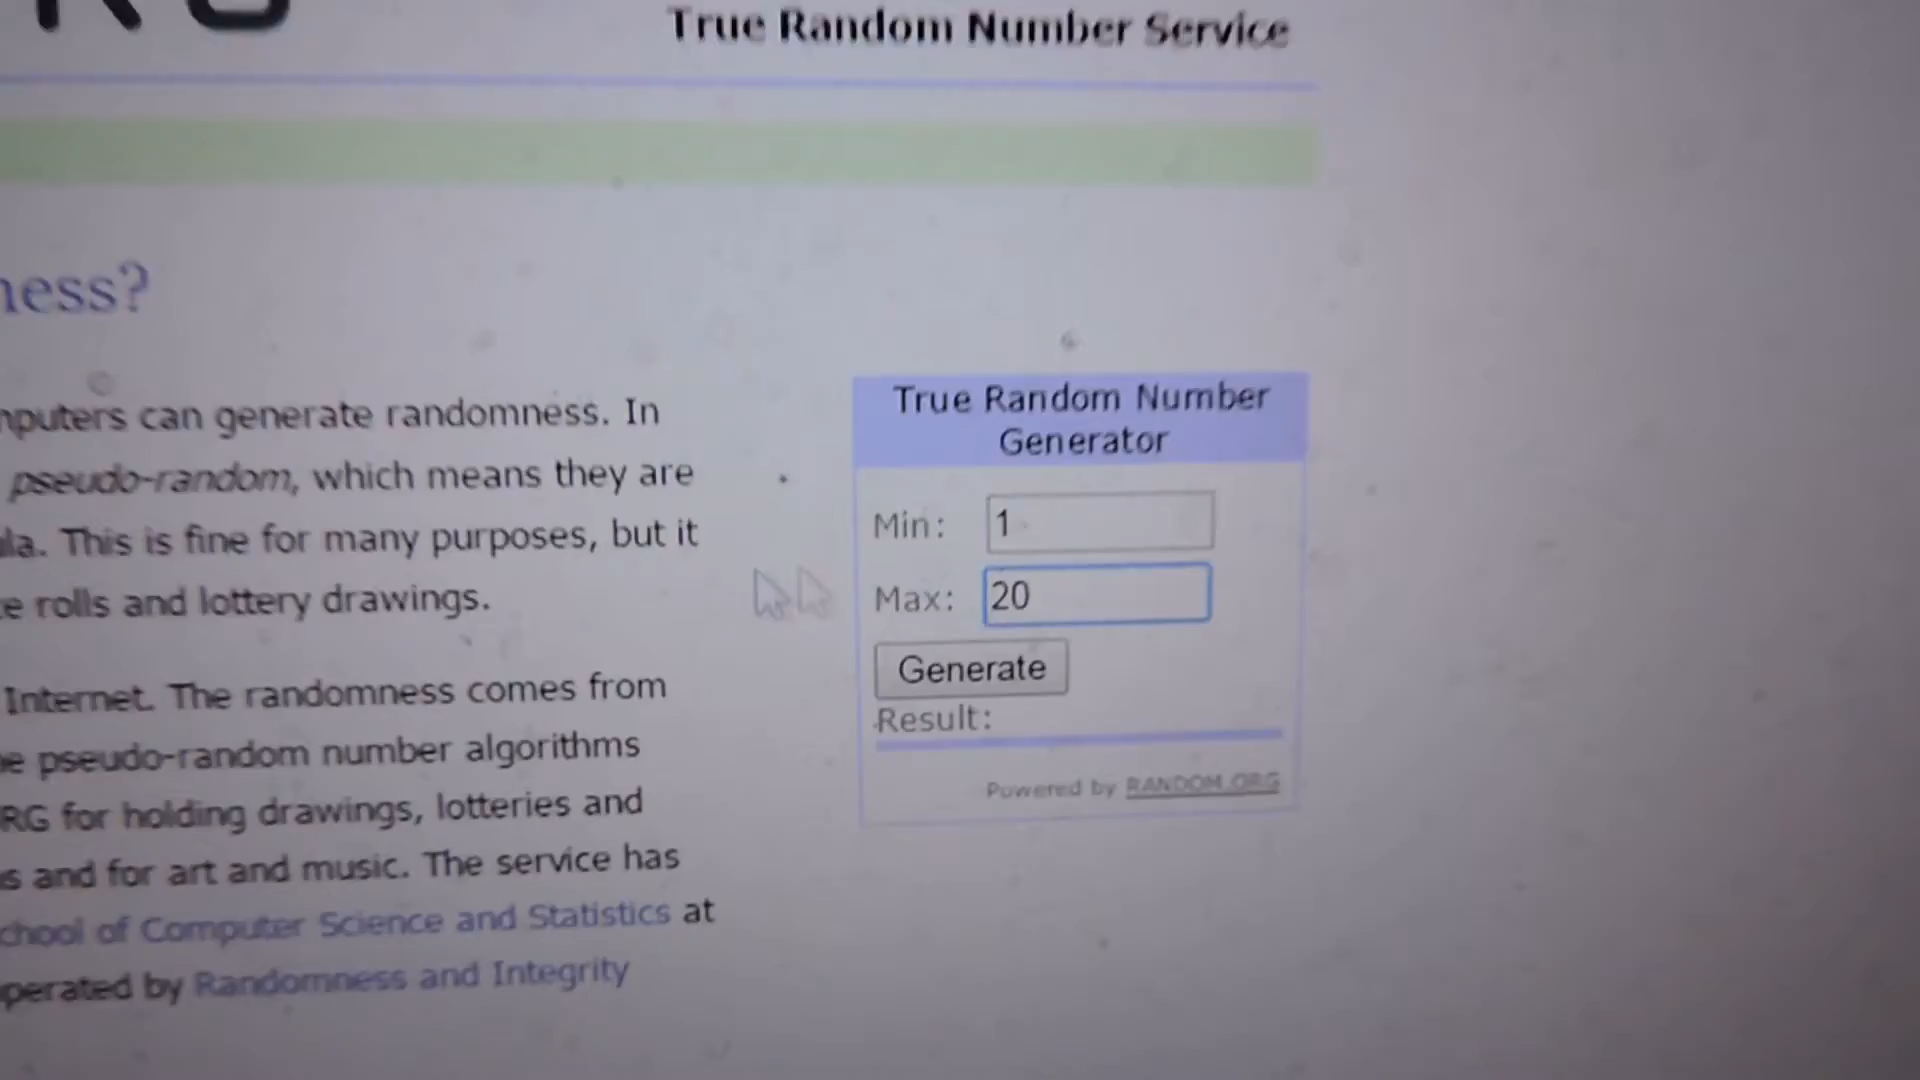 True Random Number Service
ness?
mputers can generate randomness. In
pseudo-random, which means they are
ula. This is fine for many purposes, but it
e rolls and lottery drawings.
Internet. The randomness comes from
e pseudo-random number algorithms
RG for holding drawings, lotteries and
s and for art and music. The service has
chool of Computer Science and Statistics at
perated by Randomness and Integrity
True Random Number
Generator
Min: 1
Max: 20
Generate
Result:
Powered by RANDOM.ORG